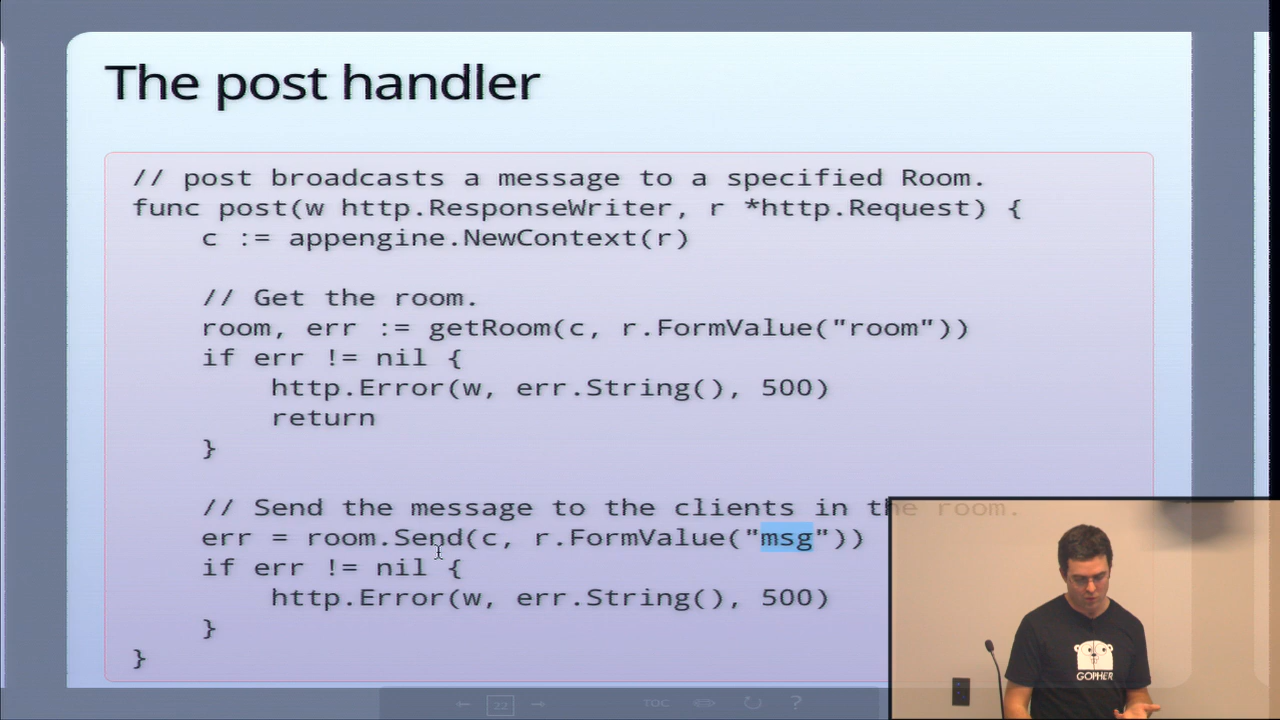 The post handler
// post broadcasts a message to a specified Room.
func post(w http.ResponseWriter, r *http.Request) {
    c := appengine.NewContext(r)
    // Get the room.
    room, err := getRoom(c, r.FormValue("room"))
    if err != nil {
        http.Error(w, err.String(), 500)
        return
    }
    // Send the message to the clients in the room.
    err = room.Send(c, r.FormValue("msg"))
    if err != nil {
        http.Error(w, err.String(), 500)
    }
}
GOPHER
22 TOC ?